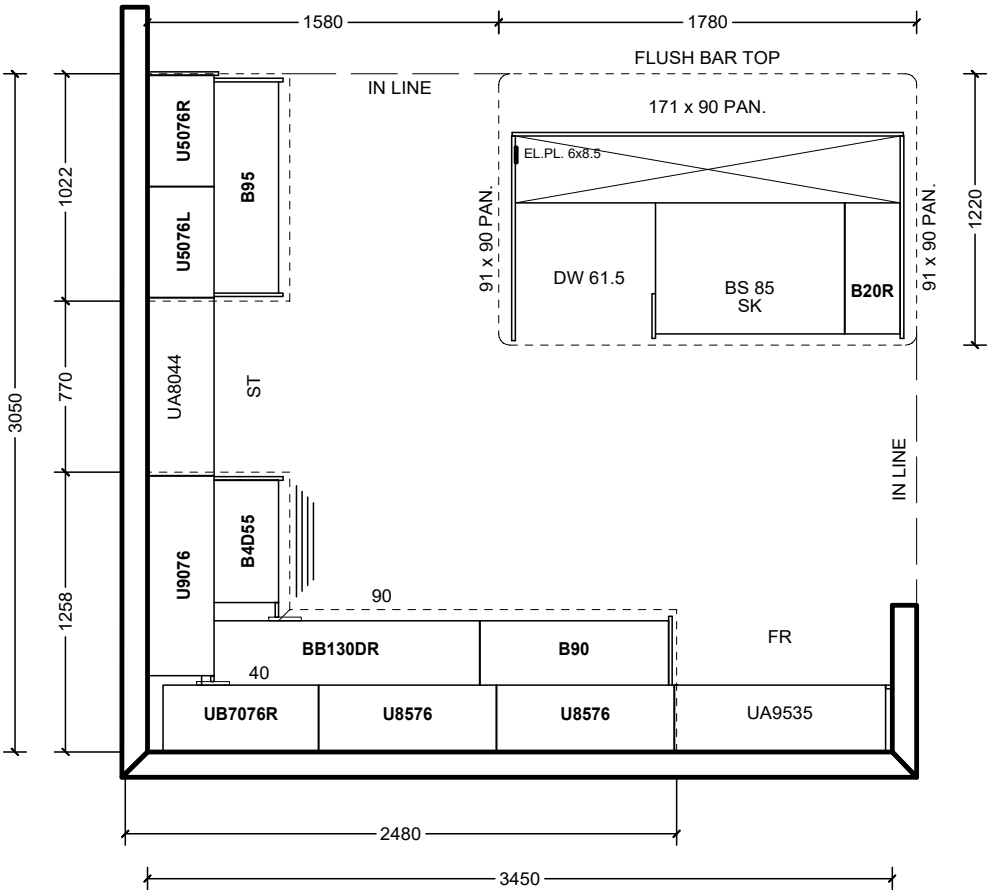 1580
1780
FLUSH BAR TOP
IN LINE
171 x 90 PAN.
EL.PL. 6x8.5
U5076R
B95
U5076L
1022
91 x 90 PAN.
91 x 90 PAN.
1220
DW 61.5
BS 85
SK
B20R
3050
770
UA8044
ST
IN LINE
1258
U9076
B4D55
90
BB130DR
B90
FR
40
UB7076R
U8576
U8576
UA9535
2480
3450